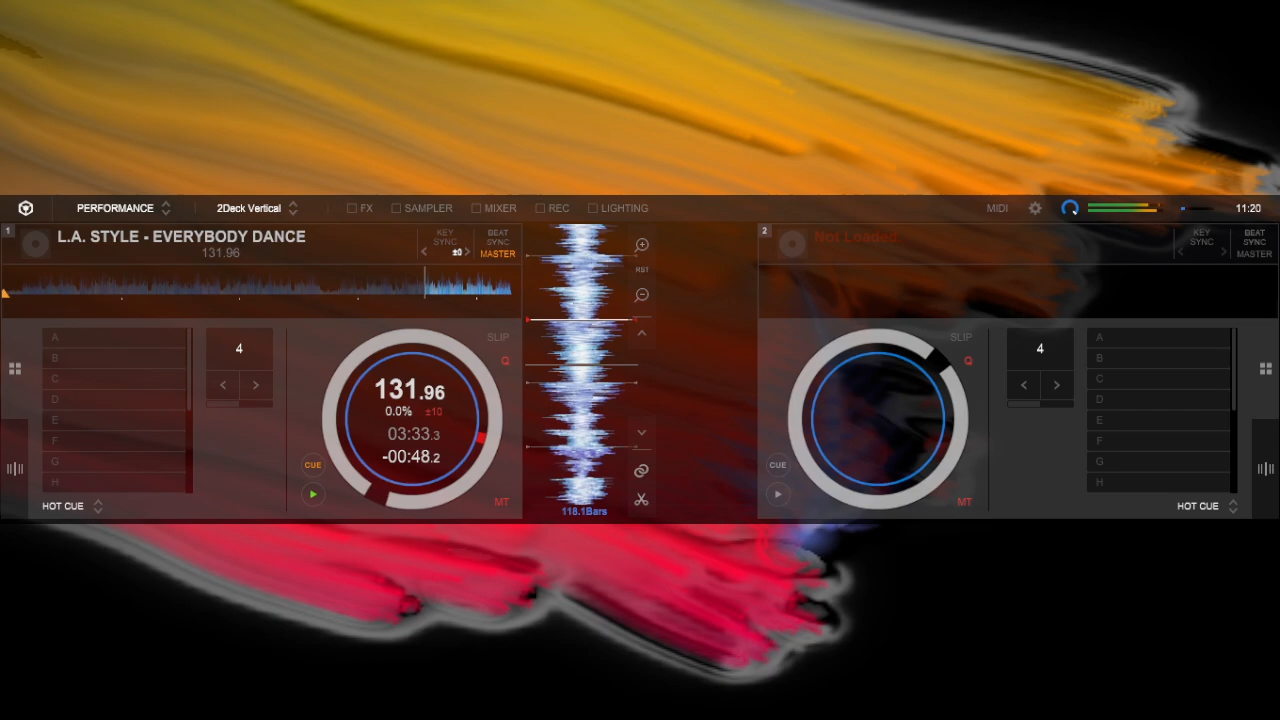 PERFORMANCE 2Deck Vertical FX SAMPLER MIXER REC LIGHTING MIDI 11:20
1 L.A. STYLE - EVERYBODY DANCE
131.96
KEY SYNC
±0
BEAT SYNC
MASTER
A
B
C
D
E
F
G
H
HOT CUE
4
SLIP
Q
131.96
0.0% ±10
03:33.3
-00:48.2
CUE
MT
RST
118.1Bars
2 Not Loaded
KEY SYNC
BEAT SYNC
MASTER
SLIP
Q
CUE
MT
4
A
B
C
D
E
F
G
H
HOT CUE